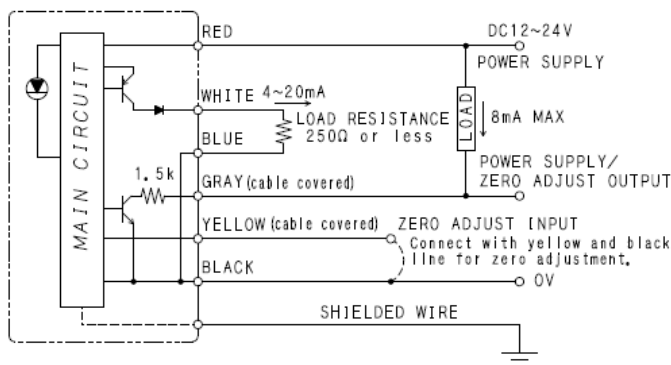 RED
DC12~24V
POWER SUPPLY
MAIN CIRCUIT
WHITE 4~20mA
LOAD RESISTANCE
250Ω or less
LOAD
8mA MAX
BLUE
1.5k
GRAY (cable covered)
POWER SUPPLY/
ZERO ADJUST OUTPUT
YELLOW (cable covered)
ZERO ADJUST INPUT
Connect with yellow and black
line for zero adjustment.
BLACK
0V
SHIELDED WIRE